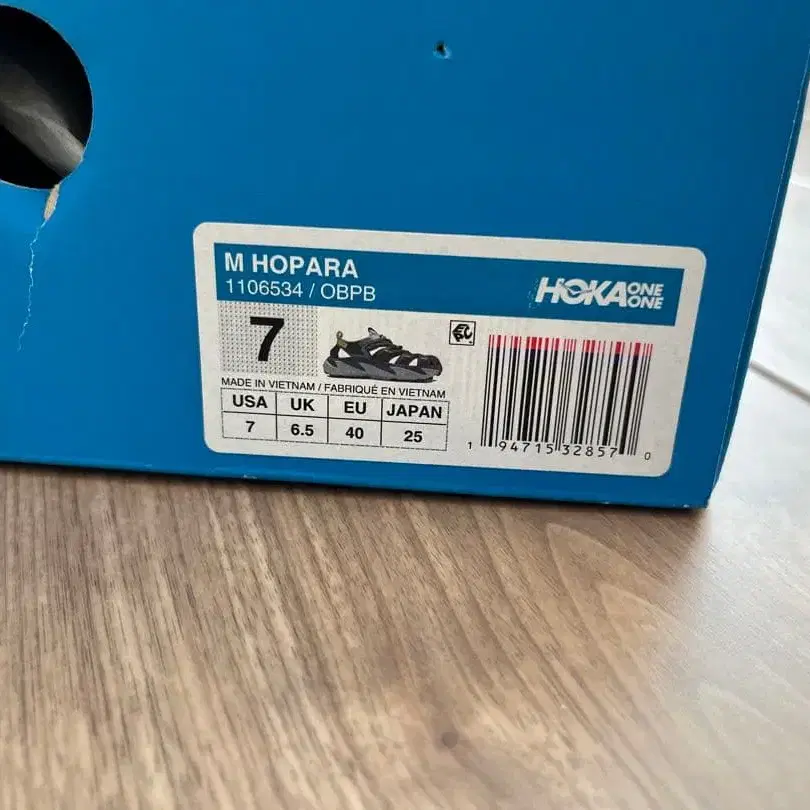 M HOPARA
1106534 / OBPB
HOKA ONE ONE
7
MADE IN VIETNAM / FABRIQUÉ EN VIETNAM
USA UK EU JAPAN
7 6.5 40 25
1 94715 32857 0